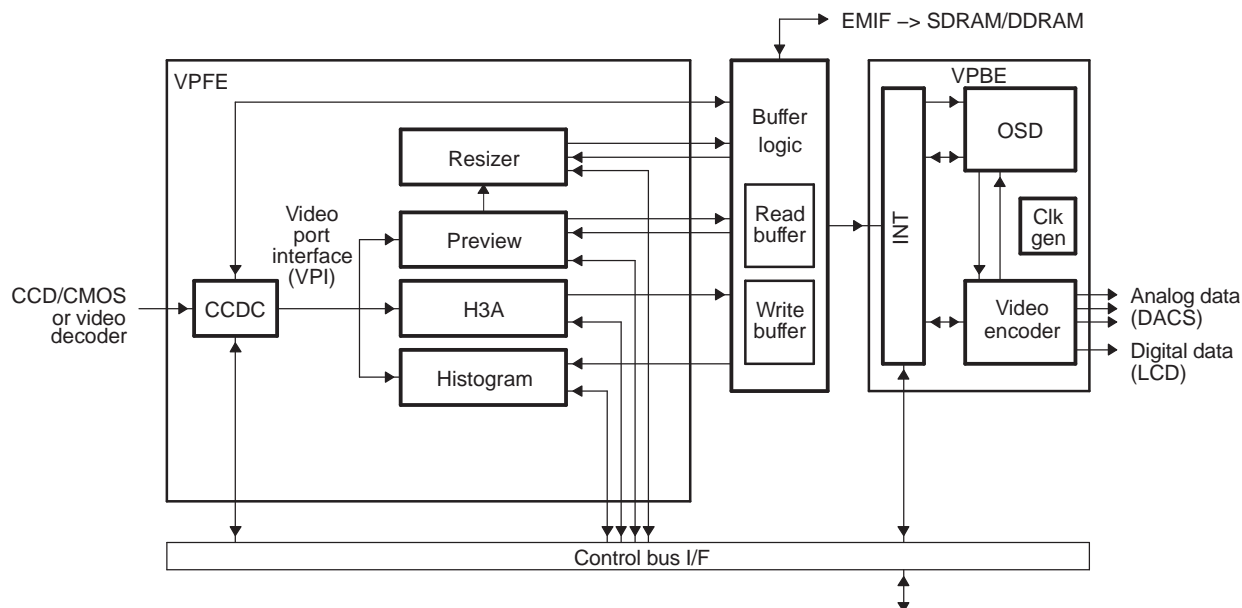 EMIF –> SDRAM/DDRAM
VPFE
VPBE
Buffer
logic
OSD
Resizer
Video
port
interface
(VPI)
Preview
Read
buffer
INT
Clk
gen
CCD/CMOS
or video
decoder
CCDC
H3A
Write
buffer
Video
encoder
Analog data
(DACS)
Digital data
(LCD)
Histogram
Control bus I/F